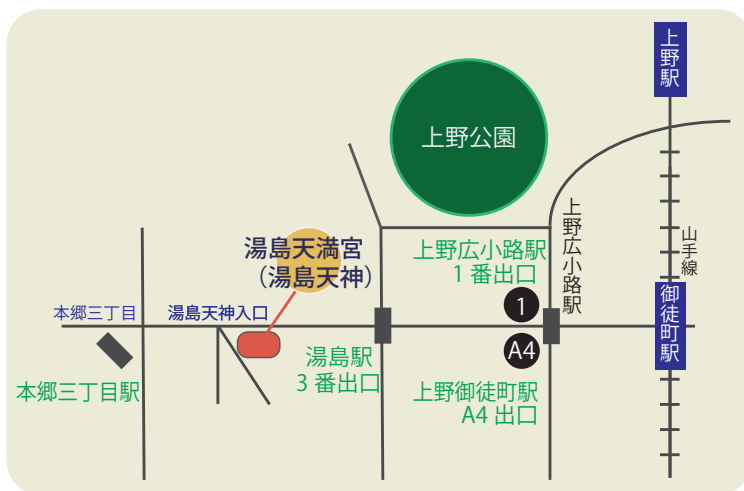 上野駅
上野公園
上野広小路駅
山手線
湯島天満宮
（湯島天神）
上野広小路駅
1 番出口
1
御徒町駅
本郷三丁目
湯島天神入口
A4
湯島駅
3 番出口
本郷三丁目駅
上野御徒町駅
A4 出口